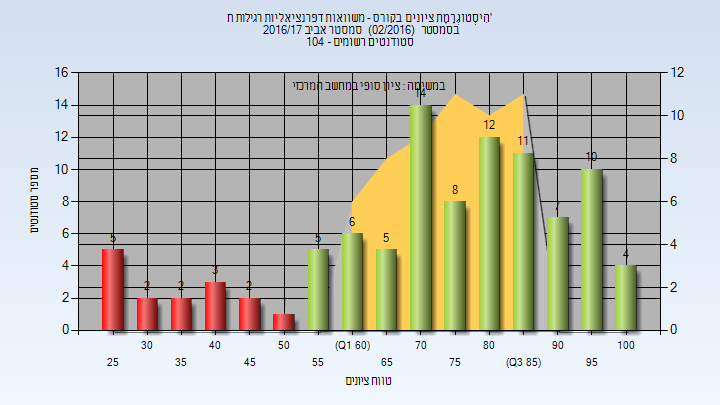 'היסטוגרמת ציונים בקורס - משוואות דפרנציאליות רגילות ת
בסמסטר (02/2016) סמסטר אביב 2016/17
סטודנטים רשומים - 104
במשימה : ציון סופי במחשב המרכזי
מספר סטודנטים
16 14 12 10 8 6 4 2 0
12 10 8 6 4 2 0
5 2 2 3 2 5 6 5 14 8 12 11 7 10 4
30 40 50 (Q1 60) 70 80 90 100
25 35 45 55 65 75 (Q3 85) 95
טווח ציונים